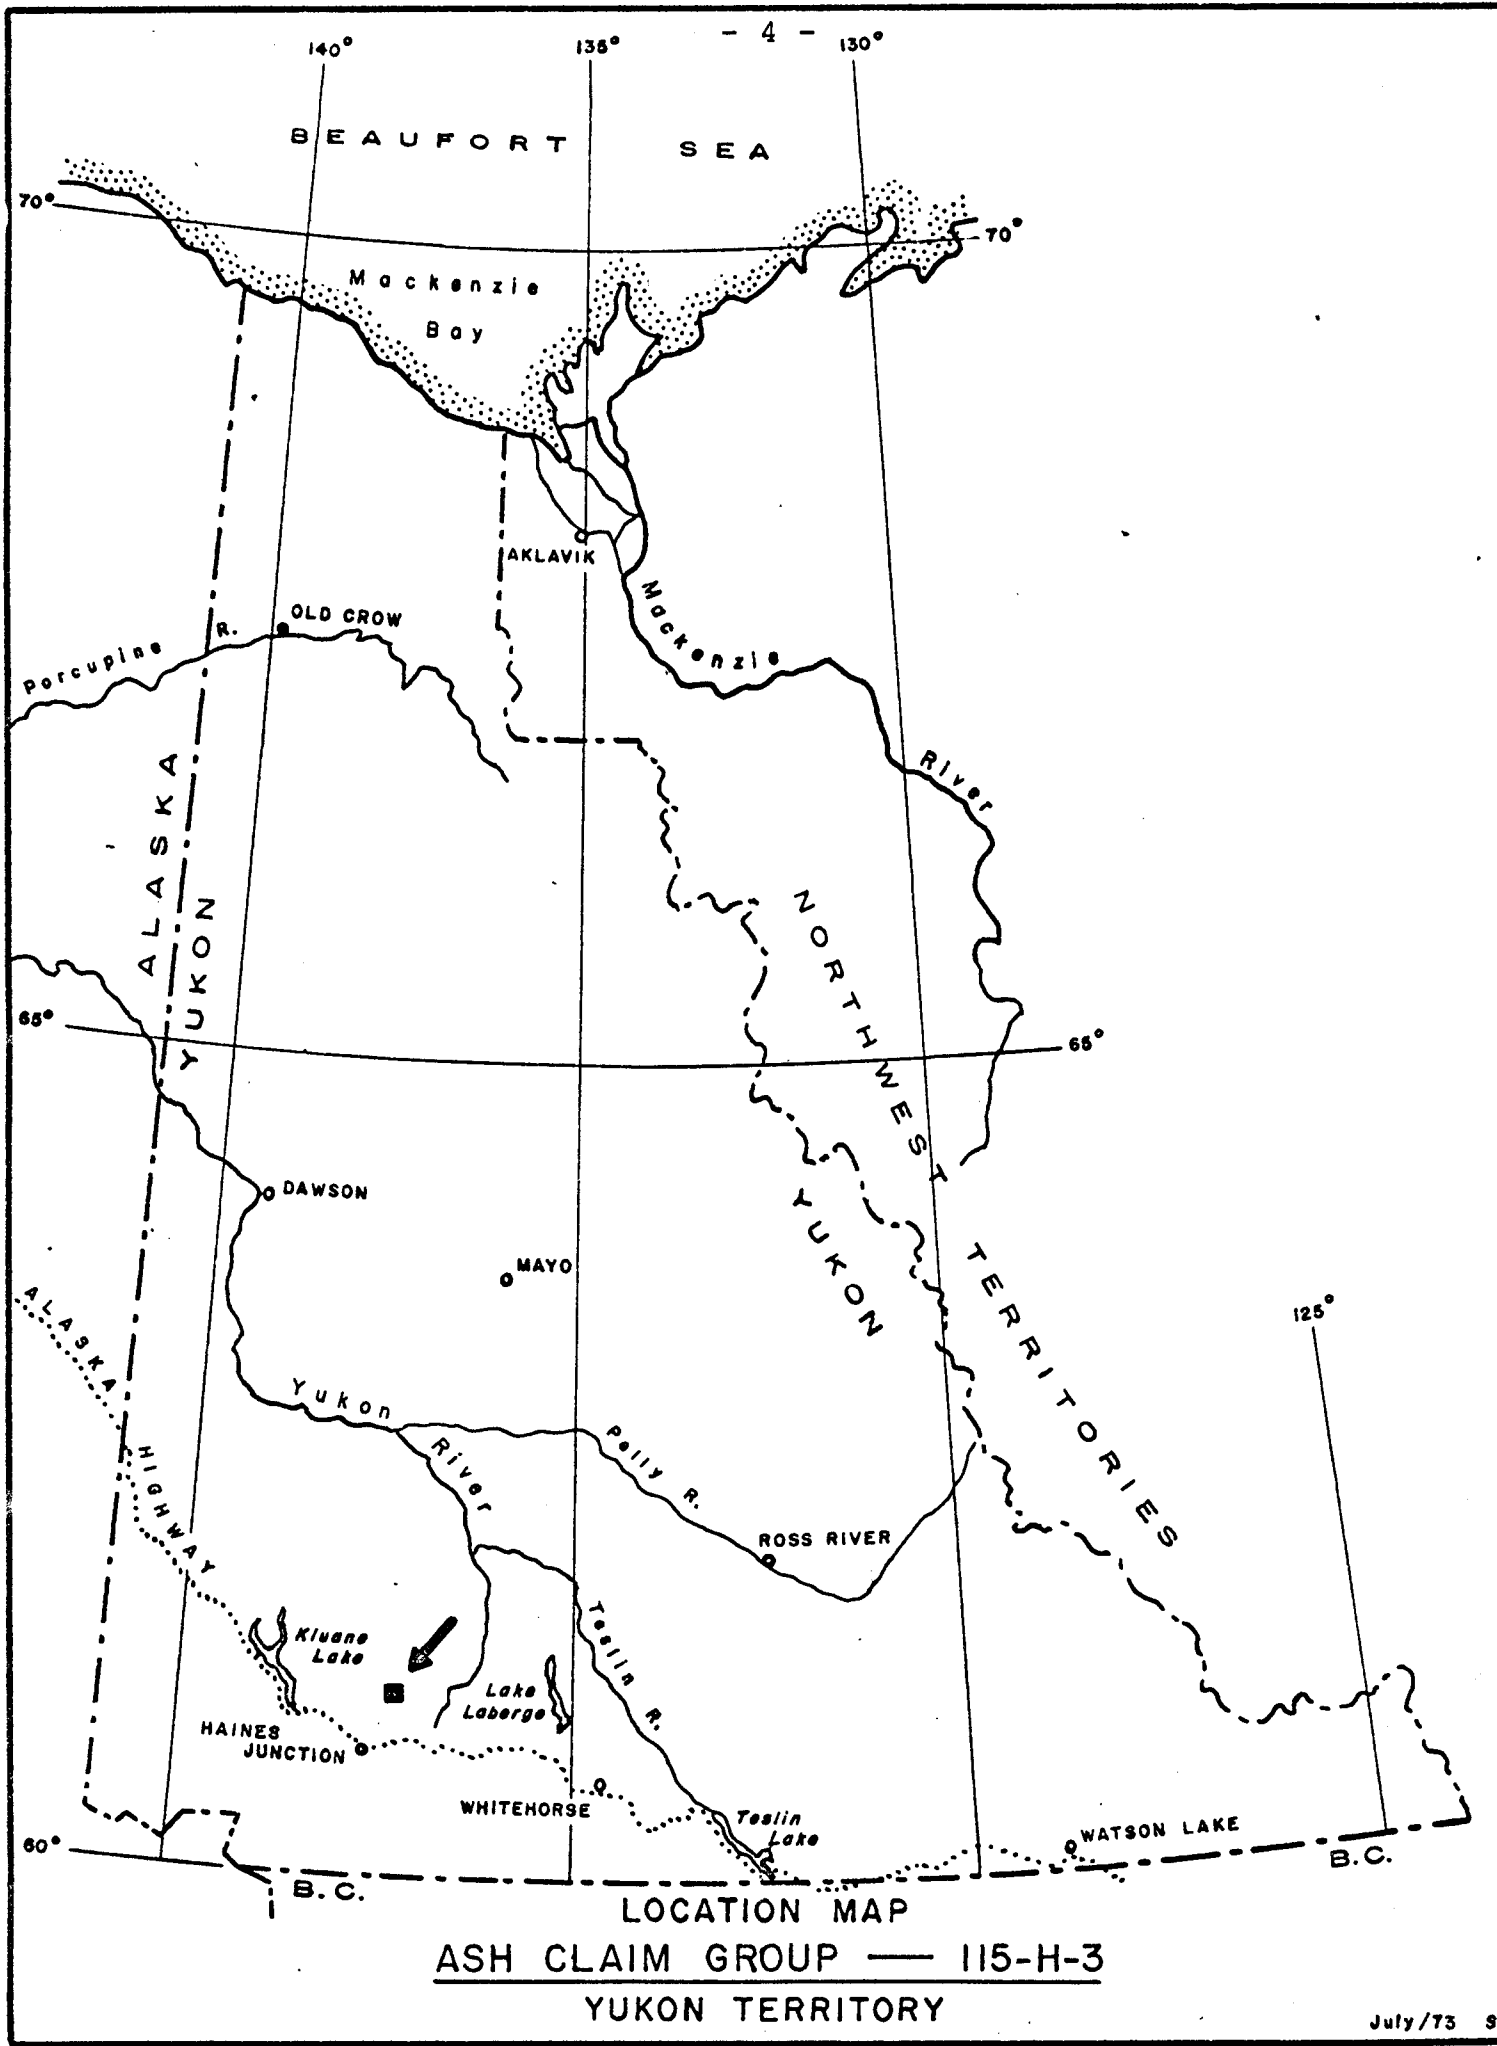 - 4 -
140°
135°
130°
BEAUFORT SEA
70°
70°
Mackenzie
Bay
AKLAVIK
OLD CROW
Porcupine R.
Mackenzie
River
ALASKA
YUKON
NORTHWEST TERRITORIES
65°
65°
YUKON
DAWSON
MAYO
125°
ALASKA HIGHWAY
Yukon
River
Pelly R.
ROSS RIVER
Teslin R.
Kluane
Lake
Lake
Laberge
HAINES
JUNCTION
WHITEHORSE
Teslin
Lake
WATSON LAKE
60°
B.C.
B.C.
LOCATION MAP
ASH CLAIM GROUP — 115-H-3
YUKON TERRITORY
July/73